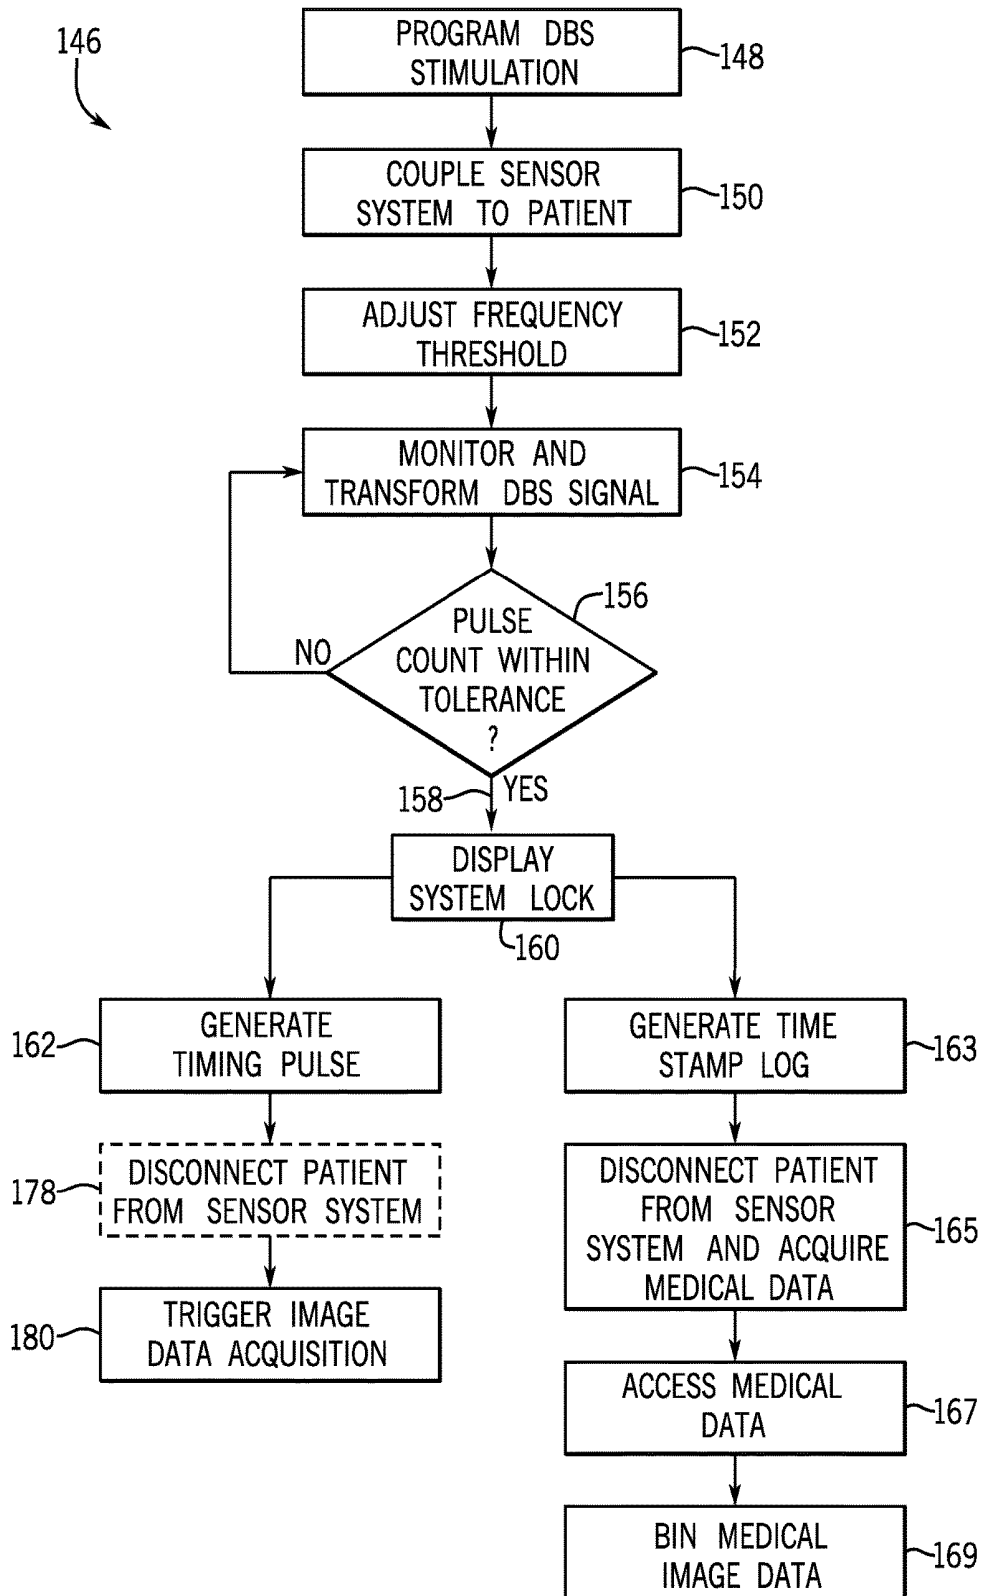 146
PROGRAM DBS
STIMULATION
148
COUPLE SENSOR
SYSTEM TO PATIENT
150
ADJUST FREQUENCY
THRESHOLD
152
MONITOR AND
TRANSFORM DBS SIGNAL
154
156
PULSE
COUNT WITHIN
TOLERANCE
?
NO
158
YES
DISPLAY
SYSTEM LOCK
160
162
GENERATE
TIMING PULSE
178
DISCONNECT PATIENT
FROM SENSOR SYSTEM
180
TRIGGER IMAGE
DATA ACQUISITION
GENERATE TIME
STAMP LOG
163
DISCONNECT PATIENT
FROM SENSOR
SYSTEM AND ACQUIRE
MEDICAL DATA
165
ACCESS MEDICAL
DATA
167
BIN MEDICAL
IMAGE DATA
169